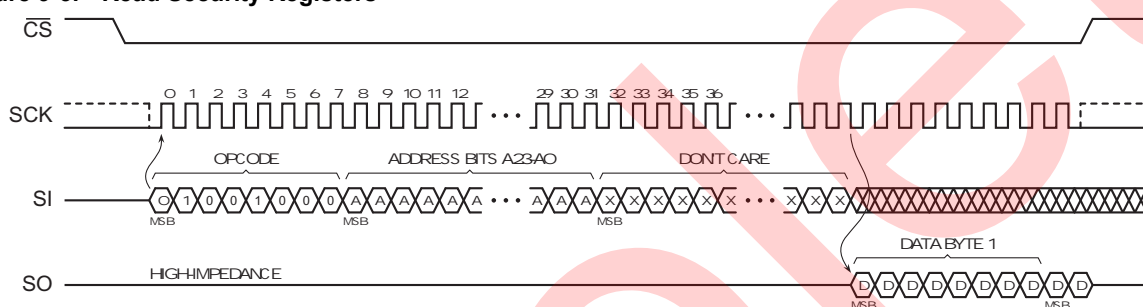 Read Security Registers
CS
SCK
0 1 2 3 4 5 6 7 8 9 10 11 12 29 30 31 32 33 34 35 36
OPCODE ADDRESS BITS A23-A0 DON'T CARE
SI
0 1 0 0 1 0 0 0 A A A A A A A A A X X X X X X X X X
MSB MSB MSB
DATA BYTE 1
SO
HIGH-IMPEDANCE
D D D D D D D D D D
MSB MSB